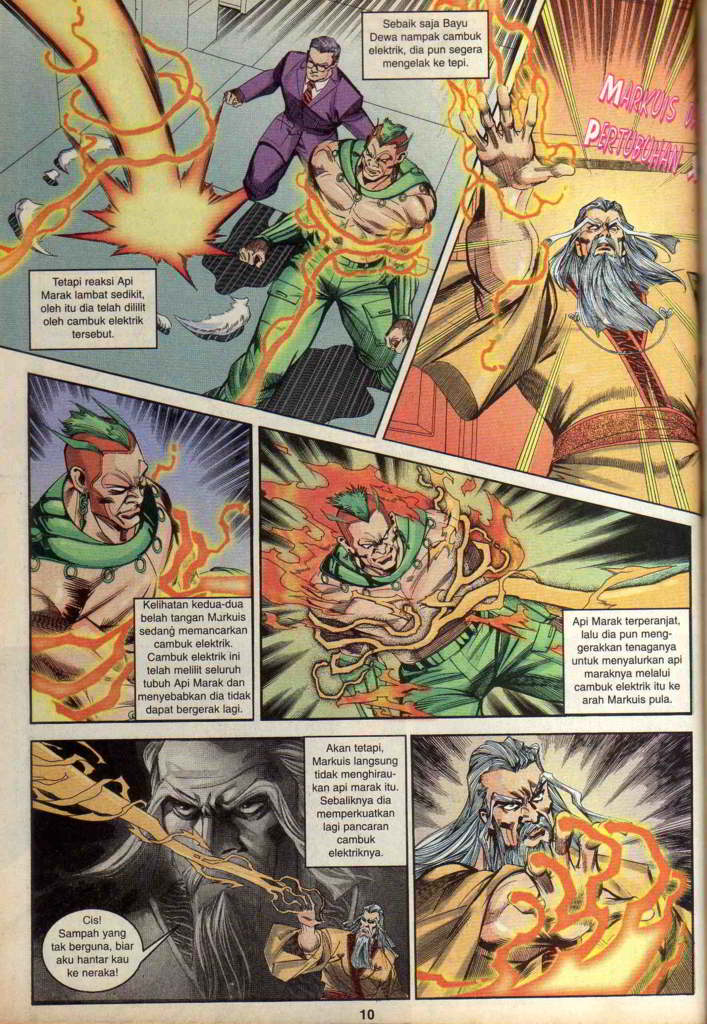 Sebaik saja Bayu
Dewa nampak cambuk
elektrik, dia pun segera
mengelak ke tepi.
Tetapi reaksi Api
Marak lambat sedikit,
oleh itu dia telah dililit
oleh cambuk elektrik
tersebut.
MARKUIS
PERTUBUHAN
Kelihatan kedua-dua
belah tangan Markuis
sedang memancarkan
cambuk elektrik.
Cambuk elektrik ini
telah melilit seluruh
tubuh Api Marak dan
menyebabkan dia tidak
dapat bergerak lagi.
Api Marak terperanjat,
lalu dia pun meng-
gerakkan tenaganya
untuk menyalurkan api
maraknya melalui
cambuk elektrik itu ke
arah Markuis pula.
Akan tetapi,
Markuis langsung
tidak menghirau-
kan api marak itu.
Sebaliknya dia
memperkuatkan
lagi pancaran
cambuk
elektriknya.
Cis!
Sampah yang
tak berguna, biar
aku hantar kau
ke neraka!
10